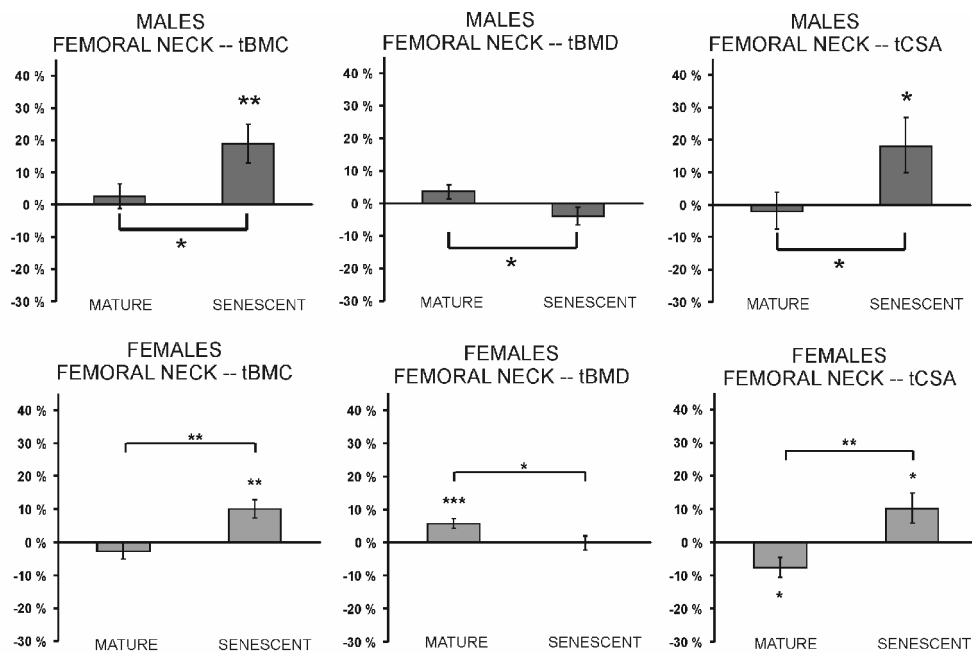 MALES
FEMORAL NECK -- tBMC
40 %
30 %
20 %
10 %
0 %
-10 %
-20 %
-30 %
**
*
MATURE
SENESCENT
MALES
FEMORAL NECK -- tBMD
40 %
30 %
20 %
10 %
0 %
-10 %
-20 %
-30 %
*
MATURE
SENESCENT
MALES
FEMORAL NECK -- tCSA
40 %
30 %
20 %
10 %
0 %
-10 %
-20 %
-30 %
*
*
MATURE
SENESCENT
FEMALES
FEMORAL NECK -- tBMC
40 %
30 %
20 %
10 %
0 %
-10 %
-20 %
-30 %
**
**
MATURE
SENESCENT
FEMALES
FEMORAL NECK -- tBMD
40 %
30 %
20 %
10 %
0 %
-10 %
-20 %
-30 %
*
***
MATURE
SENESCENT
FEMALES
FEMORAL NECK -- tCSA
40 %
30 %
20 %
10 %
0 %
-10 %
-20 %
-30 %
**
*
*
MATURE
SENESCENT